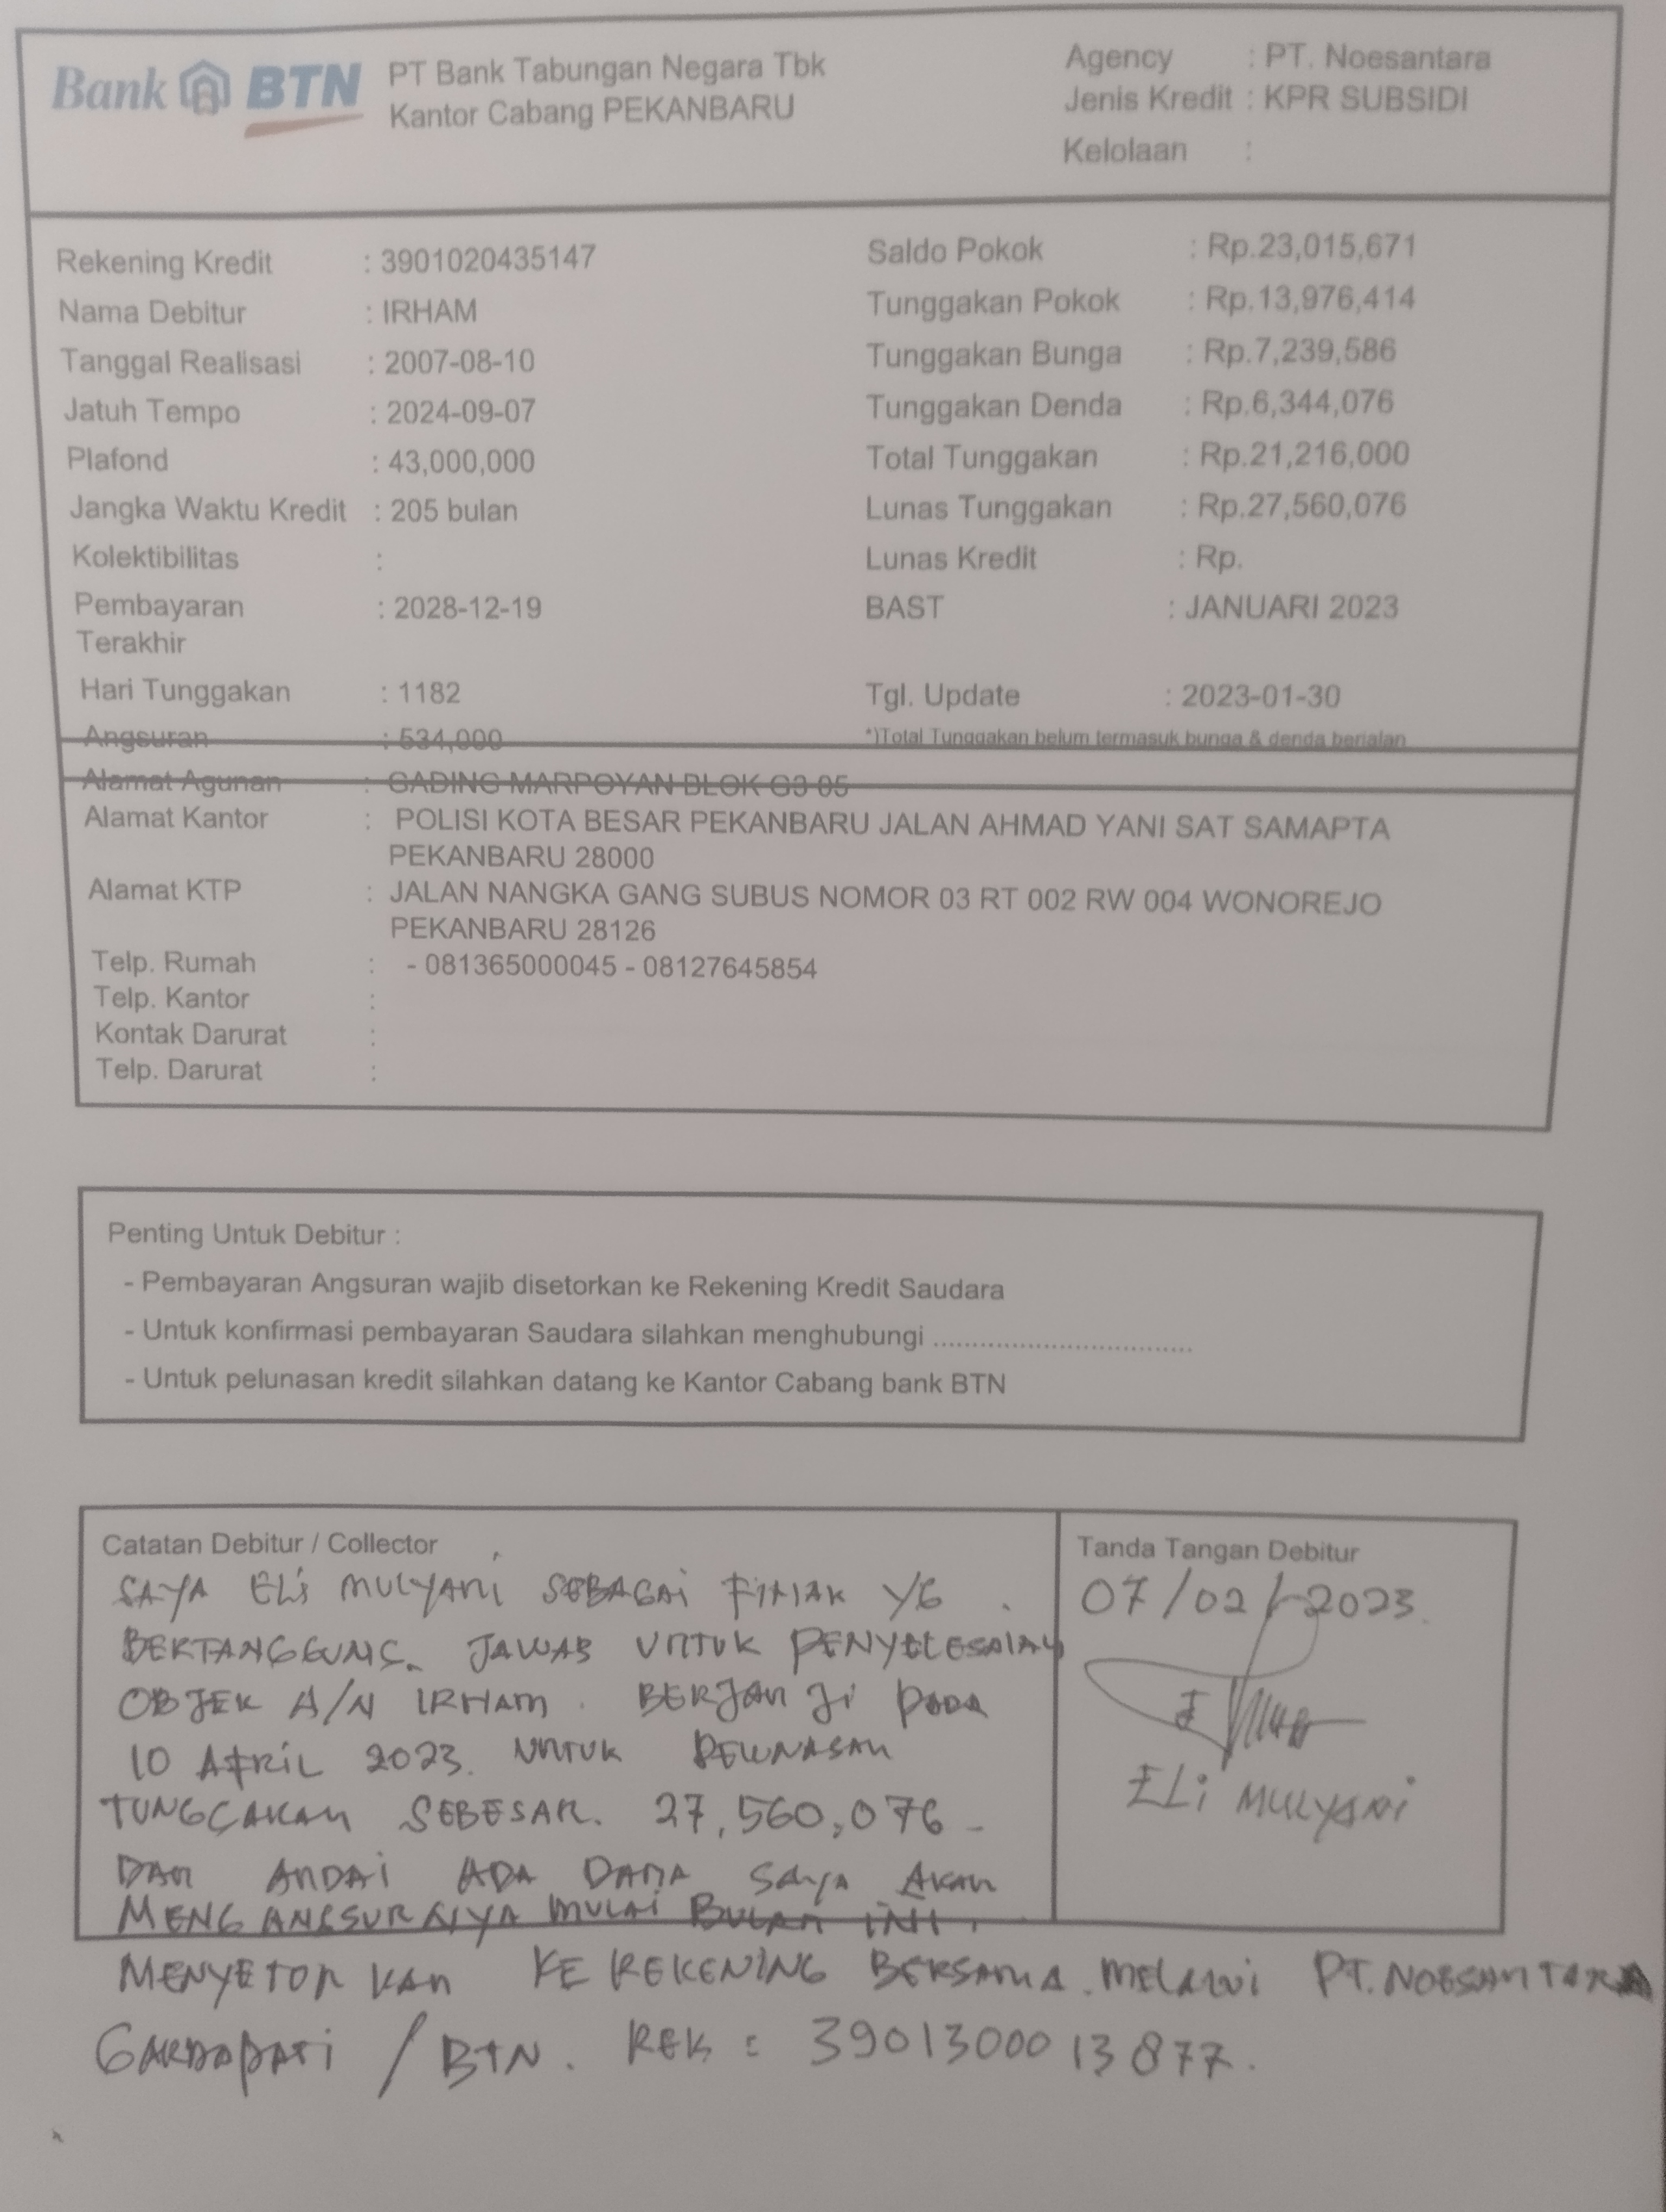 Bank BTN
PT Bank Tabungan Negara Tbk
Kantor Cabang PEKANBARU
Agency : PT. Noesantara
Jenis Kredit : KPR SUBSIDI
Kelolaan :
Rekening Kredit : 3901020435147
Nama Debitur : IRHAM
Tanggal Realisasi : 2007-08-10
Jatuh Tempo : 2024-09-07
Plafond : 43,000,000
Jangka Waktu Kredit : 205 bulan
Kolektibilitas :
Pembayaran : 2028-12-19
Terakhir
Hari Tunggakan : 1182
Angsuran : 534,000
Saldo Pokok : Rp.23,015,671
Tunggakan Pokok : Rp.13,976,414
Tunggakan Bunga : Rp.7,239,586
Tunggakan Denda : Rp.6,344,076
Total Tunggakan : Rp.21,216,000
Lunas Tunggakan : Rp.27,560,076
Lunas Kredit : Rp.
BAST : JANUARI 2023
Tgl. Update : 2023-01-30
*)Total Tunggakan belum termasuk bunga & denda berjalan
Alamat Agunan : GADING MARPOYAN BLOK G3 05
Alamat Kantor : POLISI KOTA BESAR PEKANBARU JALAN AHMAD YANI SAT SAMAPTA
PEKANBARU 28000
Alamat KTP : JALAN NANGKA GANG SUBUS NOMOR 03 RT 002 RW 004 WONOREJO
PEKANBARU 28126
Telp. Rumah : - 081365000045 - 08127645854
Telp. Kantor :
Kontak Darurat :
Telp. Darurat :
Penting Untuk Debitur :
- Pembayaran Angsuran wajib disetorkan ke Rekening Kredit Saudara
- Untuk konfirmasi pembayaran Saudara silahkan menghubungi ..................................
- Untuk pelunasan kredit silahkan datang ke Kantor Cabang bank BTN
Catatan Debitur / Collector
SAYA ELi MULYANi SEBAGAi FIHAK YG
BERTANGGUNG JAWAB UNTUK PENYELESAIAN
OBJEK A/N IRHAM. BERJANJi PADA
10 APRIL 2023. UNTUK PELUNASAN
TUNGGAKAN SEBESAR. 27,560,076 -
DAN ANDAi ADA DANA SAYA AKAN
MENGANGSURNYA MULAi BULAN INI.
MENYETORKAN KE REKENING BERSAMA. MELALUi PT. NOESANTARA
GARDAPATi / BTN. REK : 3901300013877.
Tanda Tangan Debitur
07/02/-2023.
ELi MULYANi